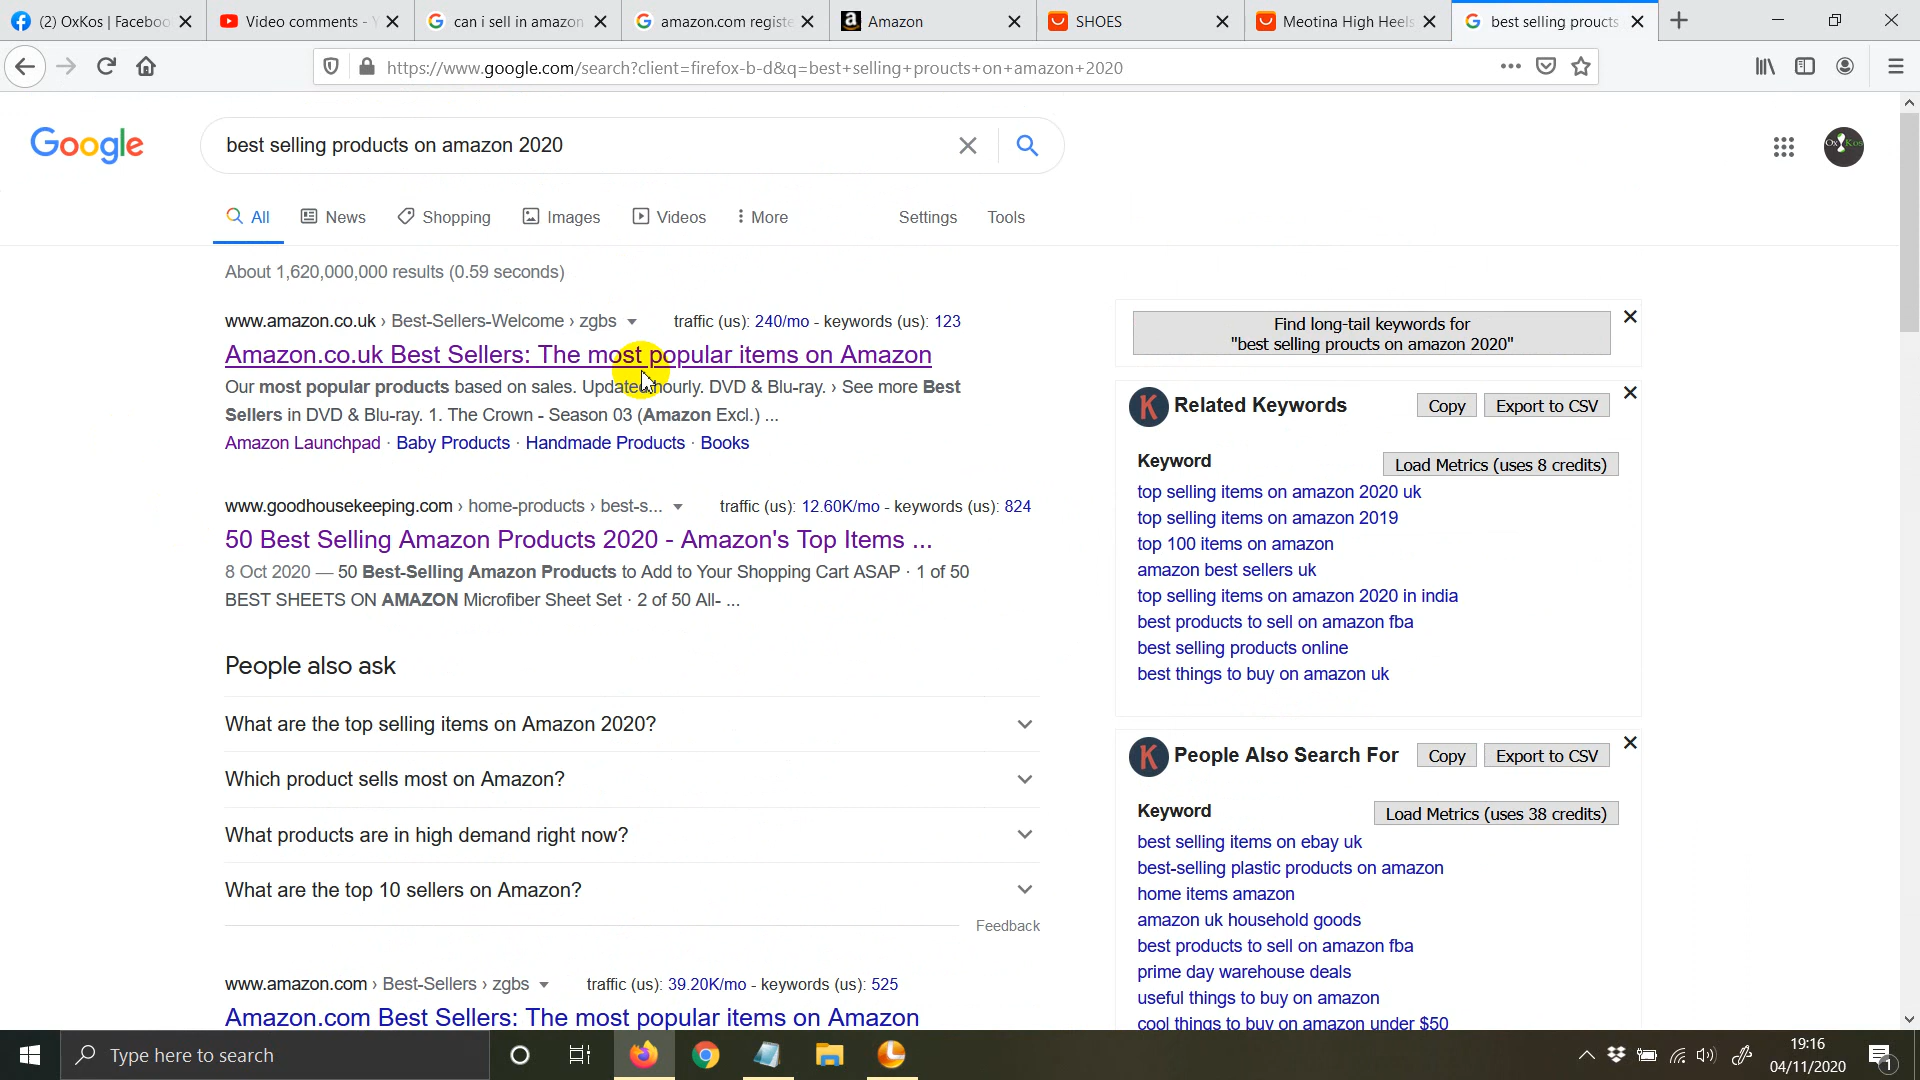 (2) OxKos | Faceboo
Video comments - Y
can i sell in amazon
amazon.com registe
Amazon
SHOES
Meotina High Heels
best selling proucts
https://www.google.com/search?client=firefox-b-d&q=best+selling+proucts+on+amazon+2020
Google
best selling products on amazon 2020
OxKos
All
News
Shopping
Images
Videos
More
Settings
Tools
About 1,620,000,000 results (0.59 seconds)
www.amazon.co.uk › Best-Sellers-Welcome › zgbs
traffic (us): 240/mo - keywords (us): 123
Amazon.co.uk Best Sellers: The most popular items on Amazon
Our most popular products based on sales. Updated hourly. DVD & Blu-ray. › See more Best
Sellers in DVD & Blu-ray. 1. The Crown - Season 03 (Amazon Excl.) ...
Amazon Launchpad · Baby Products · Handmade Products · Books
www.goodhousekeeping.com › home-products › best-s...
traffic (us): 12.60K/mo - keywords (us): 824
50 Best Selling Amazon Products 2020 - Amazon's Top Items ...
8 Oct 2020 — 50 Best-Selling Amazon Products to Add to Your Shopping Cart ASAP · 1 of 50
BEST SHEETS ON AMAZON Microfiber Sheet Set · 2 of 50 All- ...
People also ask
What are the top selling items on Amazon 2020?
Which product sells most on Amazon?
What products are in high demand right now?
What are the top 10 sellers on Amazon?
Feedback
www.amazon.com › Best-Sellers › zgbs
traffic (us): 39.20K/mo - keywords (us): 525
Amazon.com Best Sellers: The most popular items on Amazon
Find long-tail keywords for
"best selling proucts on amazon 2020"
K
Related Keywords
Copy
Export to CSV
Keyword
Load Metrics (uses 8 credits)
top selling items on amazon 2020 uk
top selling items on amazon 2019
top 100 items on amazon
amazon best sellers uk
top selling items on amazon 2020 in india
best products to sell on amazon fba
best selling products online
best things to buy on amazon uk
K
People Also Search For
Copy
Export to CSV
Keyword
Load Metrics (uses 38 credits)
best selling items on ebay uk
best-selling plastic products on amazon
home items amazon
amazon uk household goods
best products to sell on amazon fba
prime day warehouse deals
useful things to buy on amazon
cool things to buy on amazon under $50
Type here to search
19:16
04/11/2020
1